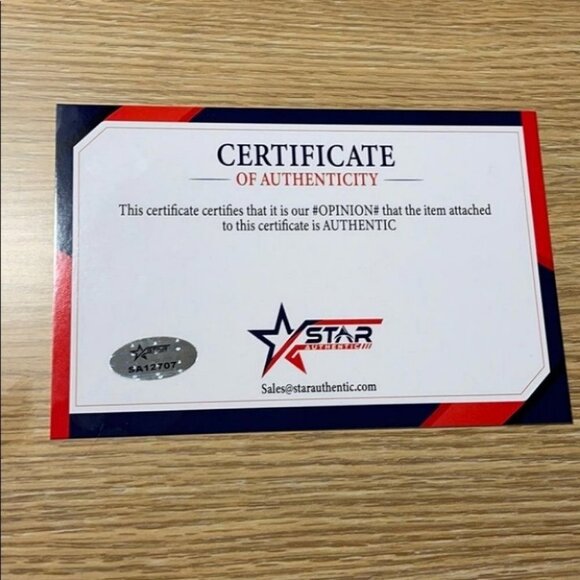 CERTIFICATE
OF AUTHENTICITY
This certificate certifies that it is our #OPINION# that the item attached
to this certificate is AUTHENTIC
STAR
AUTHENTIC
Sales@starauthentic.com
STAR
SA12707